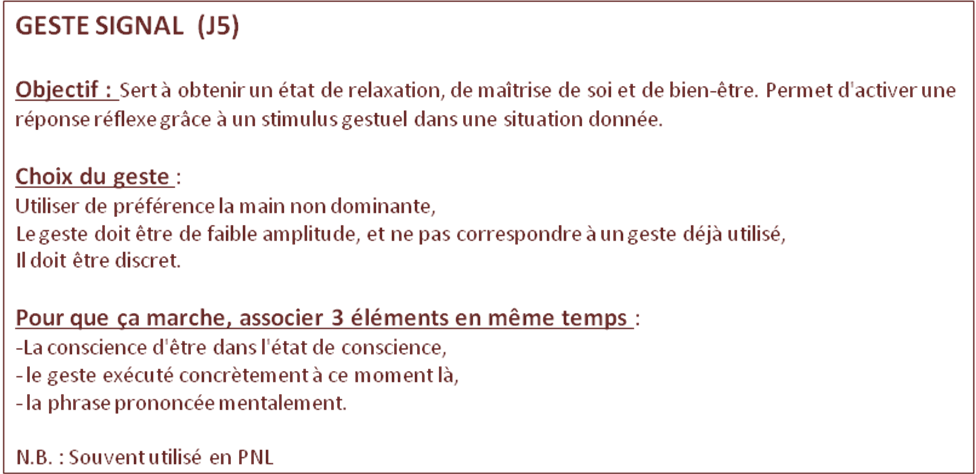 GESTE SIGNAL (J5)
Objectif : Sert à obtenir un état de relaxation, de maîtrise de soi et de bien-être. Permet d'activer une
réponse réflexe grâce à un stimulus gestuel dans une situation donnée.
Choix du geste :
Utiliser de préférence la main non dominante,
Le geste doit être de faible amplitude, et ne pas correspondre à un geste déjà utilisé,
Il doit être discret.
Pour que ça marche, associer 3 éléments en même temps :
-La conscience d'être dans l'état de conscience,
- le geste exécuté concrètement à ce moment là,
- la phrase prononcée mentalement.
N.B. : Souvent utilisé en PNL